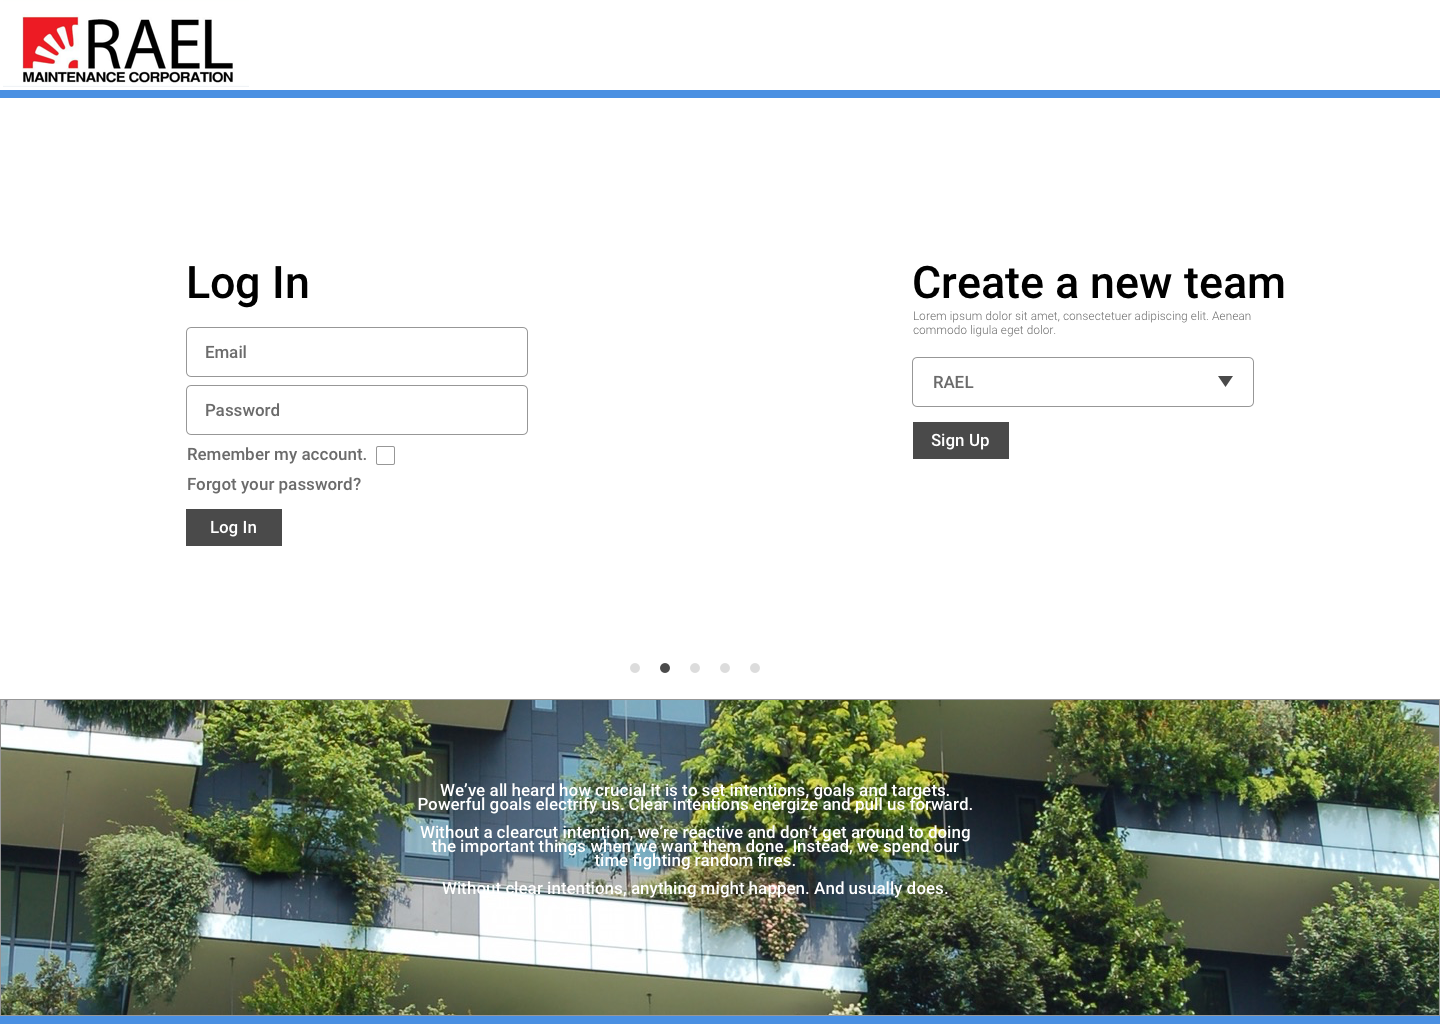 RAEL
MAINTENANCE CORPORATION
Log In
Email
Password
Remember my account.
Forgot your password?
Log In
Create a new team
Lorem ipsum dolor sit amet, consectetuer adipiscing elit. Aenean
commodo ligula eget dolor.
RAEL
Sign Up
We’ve all heard how crucial it is to set intentions, goals and targets.
Powerful goals electrify us. Clear intentions energize and pull us forward.
Without a clearcut intention, we’re reactive and don’t get around to doing
the important things when we want them done. Instead, we spend our
time fighting random fires.
Without clear intentions, anything might happen. And usually does.